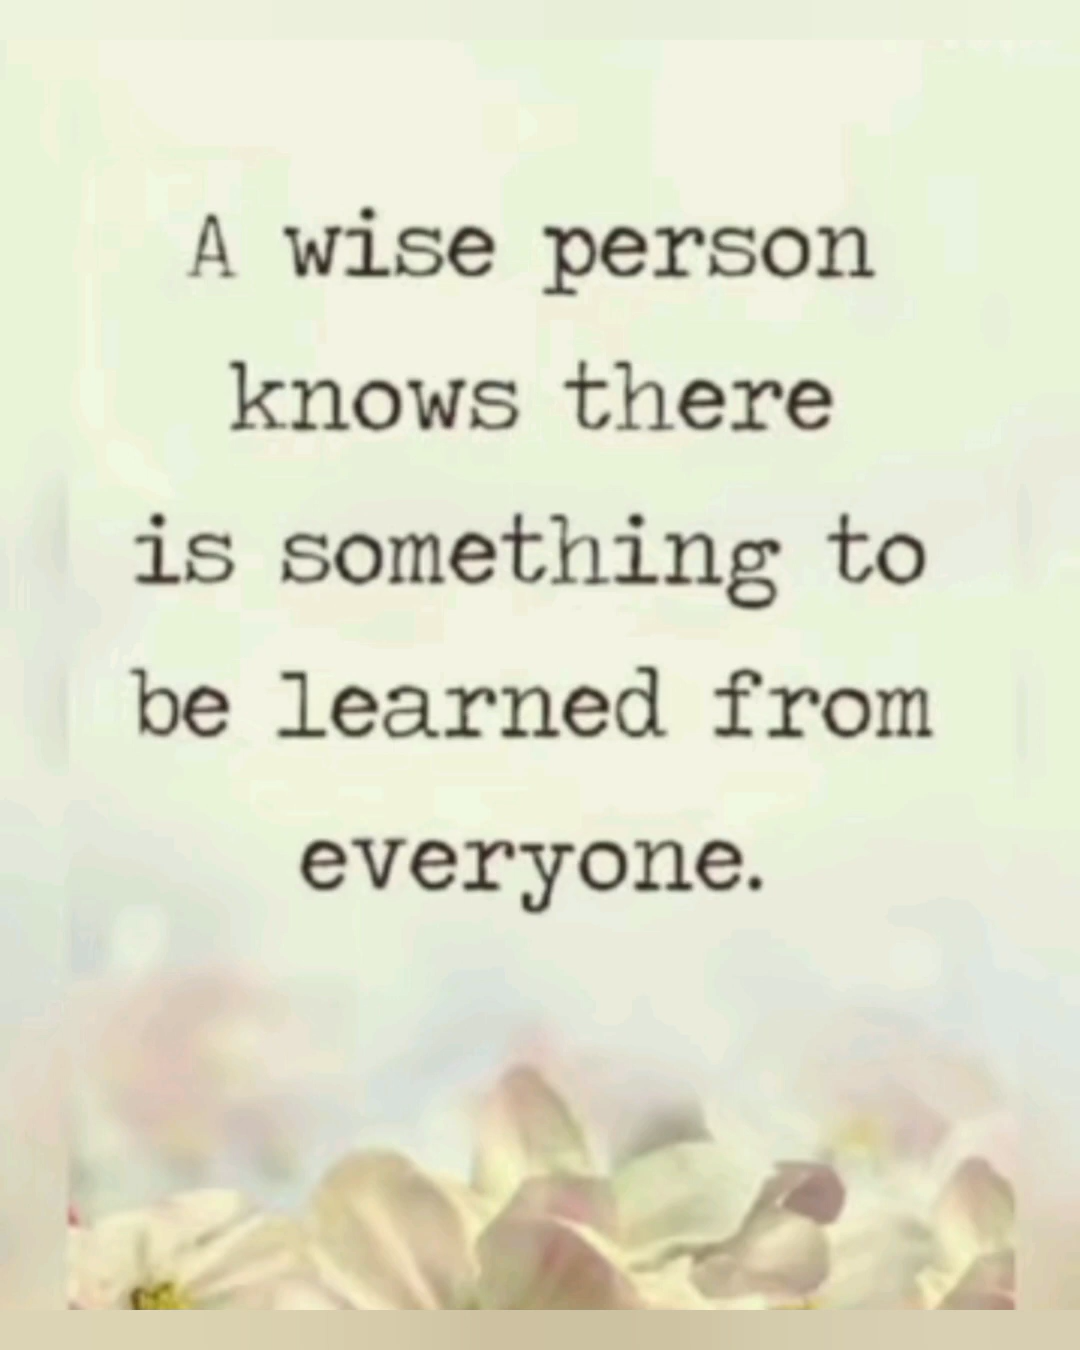 A wise person
knows there
is something to
be learned from
everyone.